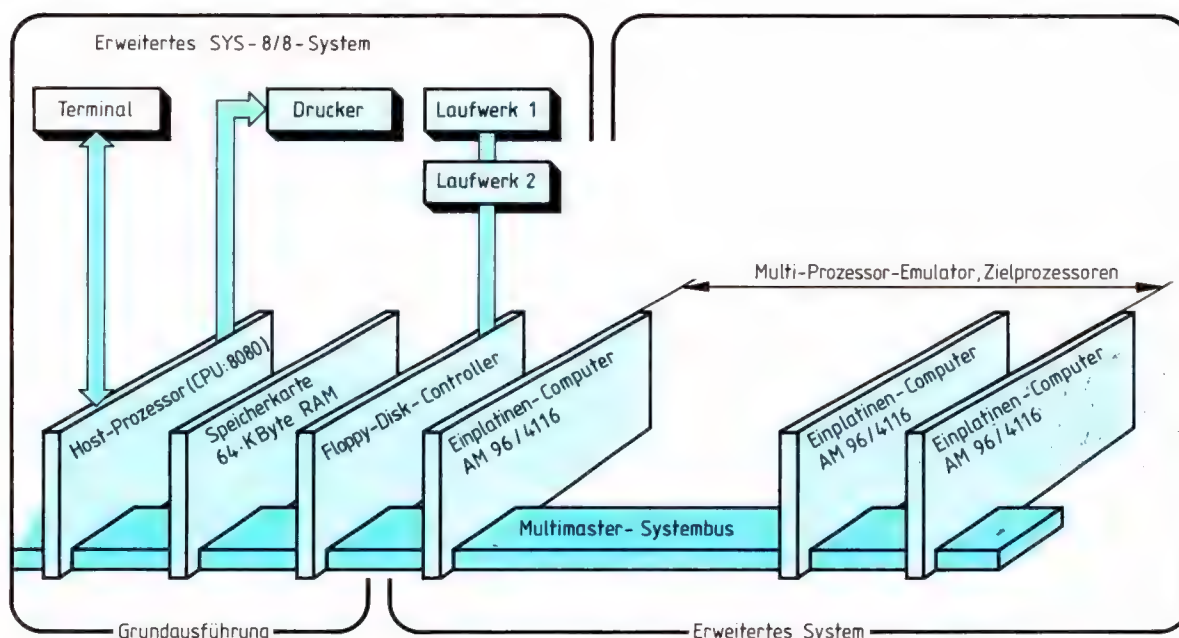 Erweitertes SYS-8/8-System
Terminal
Drucker
Laufwerk 1
Laufwerk 2
Multi-Prozessor-Emulator, Zielprozessoren
Host-Prozessor (CPU:8080)
Speicherkarte
64 KByte RAM
Floppy-Disk-Controller
Einplatinen-Computer
AM 96/4116
Einplatinen-Computer
AM 96/4116
Einplatinen-Computer
AM 96/4116
Multimaster-Systembus
Grundausführung
Erweitertes System